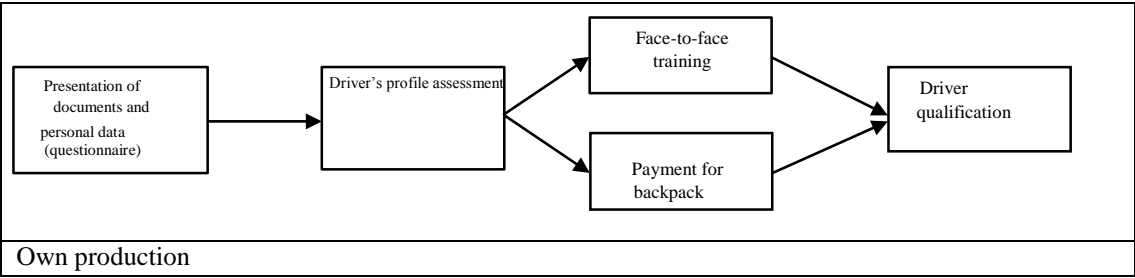 Presentation of
documents and
personal data
(questionnaire)
Driver's profile assessment
Face-to-face
training
Payment for
backpack
Driver
qualification
Own production